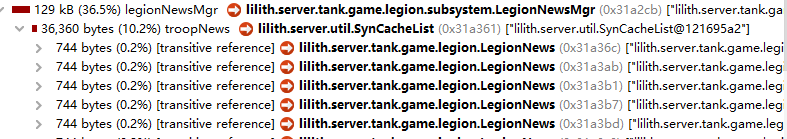 129 kB (36.5%) legionNewsMgr lilith.server.tank.game.legion.subsystem.LegionNewsMgr (0x31a2cb) ["lilith.server.tank.ga
36,360 bytes (10.2%) troopNews lilith.server.util.SynCacheList (0x31a361) ["lilith.server.util.SynCacheList@121695a2"]
744 bytes (0.2%) [transitive reference] lilith.server.tank.game.legion.LegionNews (0x31a36c) ["lilith.server.tank.game.legi
744 bytes (0.2%) [transitive reference] lilith.server.tank.game.legion.LegionNews (0x31a3ab) ["lilith.server.tank.game.legi
744 bytes (0.2%) [transitive reference] lilith.server.tank.game.legion.LegionNews (0x31a3b1) ["lilith.server.tank.game.legi
744 bytes (0.2%) [transitive reference] lilith.server.tank.game.legion.LegionNews (0x31a3b7) ["lilith.server.tank.game.legi
744 bytes (0.2%) [transitive reference] lilith.server.tank.game.legion.LegionNews (0x31a3bd) ["lilith.server.tank.game.legi